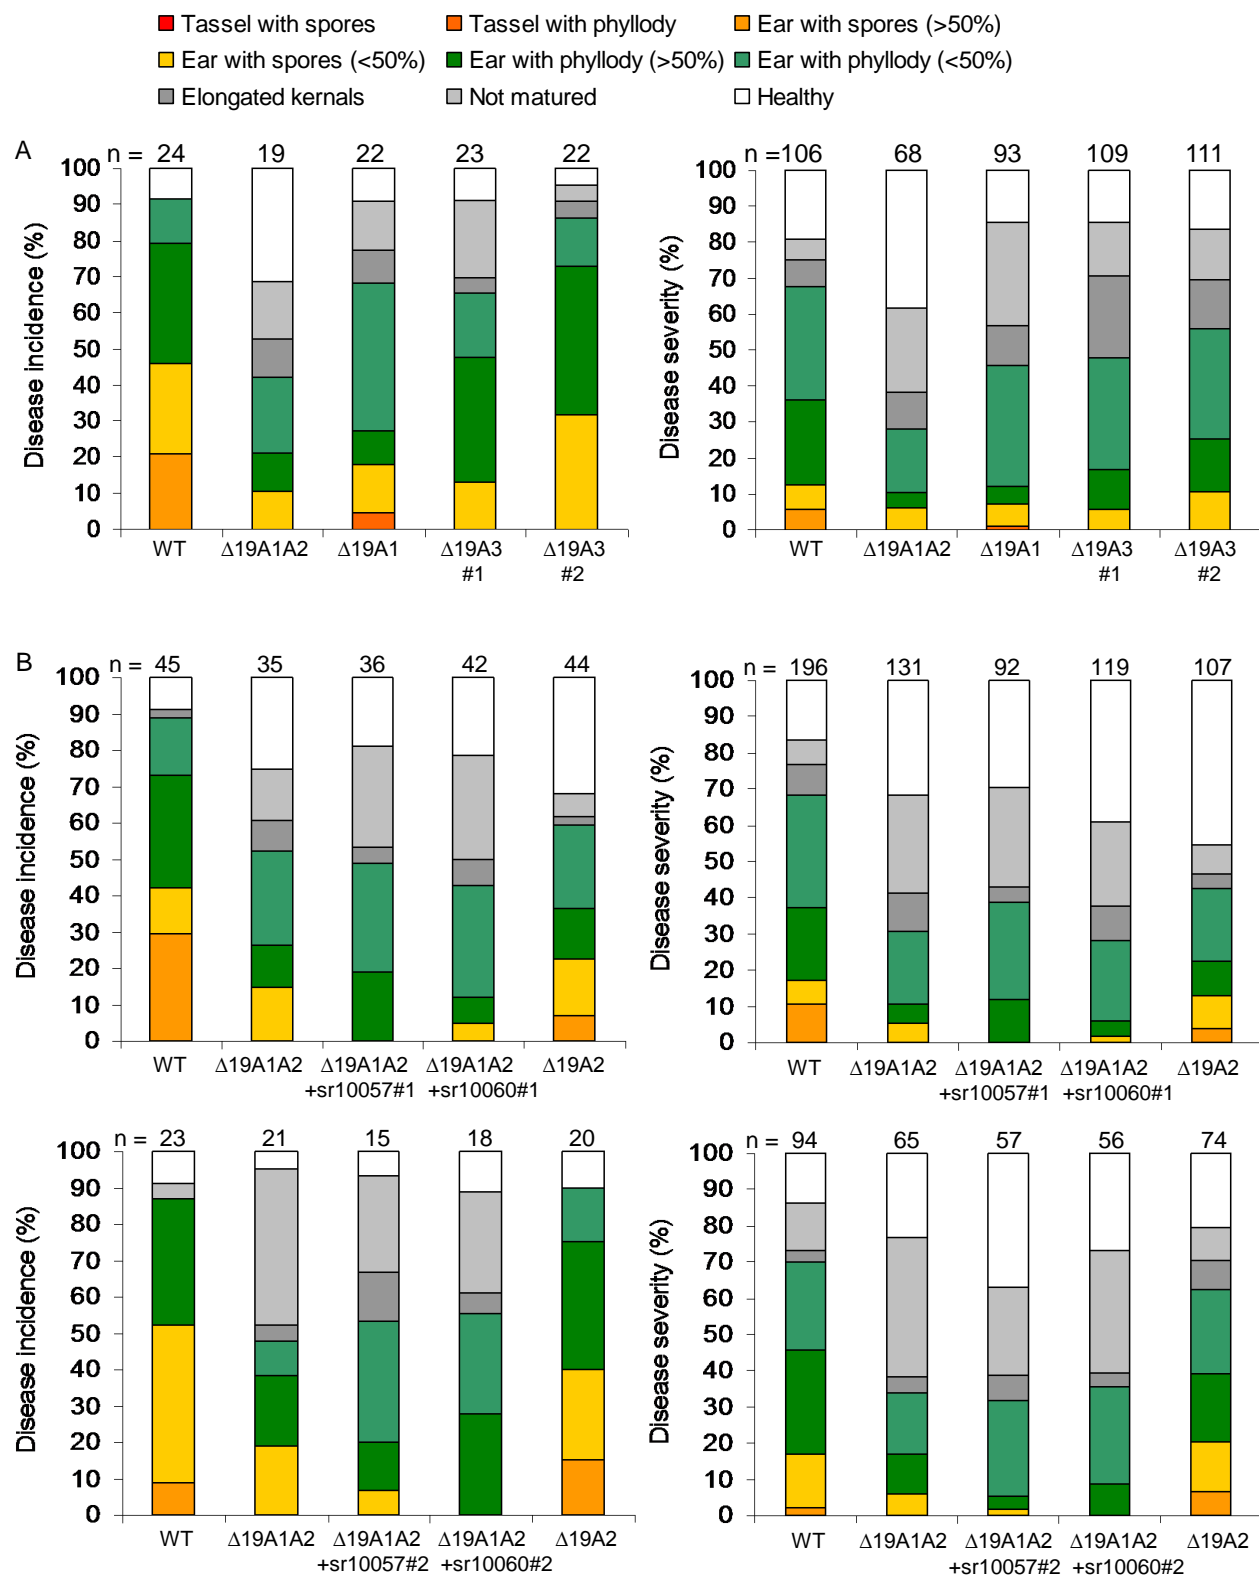 Tassel with spores Tassel with phyllody Ear with spores (>50%)
Ear with spores (<50%) Ear with phyllody (>50%) Ear with phyllody (<50%)
Elongated kernals Not matured Healthy
A
n = 24 19 22 23 22
Disease incidence (%)
100
90
80
70
60
50
40
30
20
10
0
WT Δ19A1A2 Δ19A1 Δ19A3 Δ19A3
#1 #2
n =106 68 93 109 111
Disease severity (%)
100
90
80
70
60
50
40
30
20
10
0
WT Δ19A1A2 Δ19A1 Δ19A3 Δ19A3
#1 #2
B
n = 45 35 36 42 44
Disease incidence (%)
100
90
80
70
60
50
40
30
20
10
0
WT Δ19A1A2 Δ19A1A2 Δ19A1A2 Δ19A2
+sr10057#1 +sr10060#1
n = 196 131 92 119 107
Disease severity (%)
100
90
80
70
60
50
40
30
20
10
0
WT Δ19A1A2 Δ19A1A2 Δ19A1A2 Δ19A2
+sr10057#1 +sr10060#1
n = 23 21 15 18 20
Disease incidence (%)
100
90
80
70
60
50
40
30
20
10
0
WT Δ19A1A2 Δ19A1A2 Δ19A1A2 Δ19A2
+sr10057#2 +sr10060#2
n = 94 65 57 56 74
Disease severity (%)
100
90
80
70
60
50
40
30
20
10
0
WT Δ19A1A2 Δ19A1A2 Δ19A1A2 Δ19A2
+sr10057#2 +sr10060#2